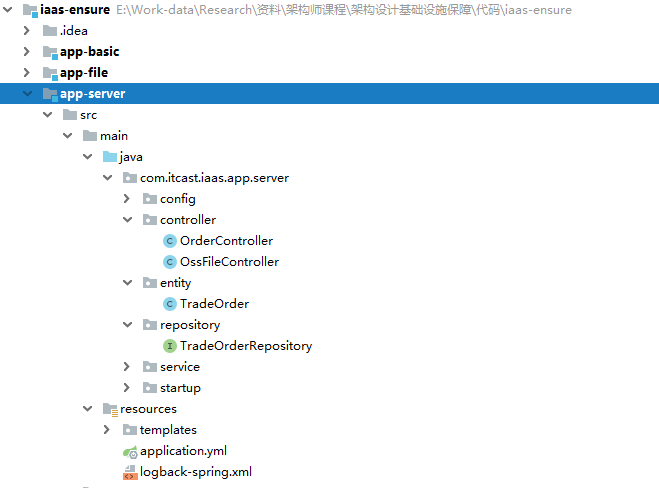 iaas-ensure E:\Work-data\Research\资料\架构师课程\架构设计基础设施保障\代码\iaas-ensure
.idea
app-basic
app-file
app-server
src
main
java
com.itcast.iaas.app.server
config
controller
C OrderController
C OssFileController
entity
C TradeOrder
repository
I TradeOrderRepository
service
startup
resources
templates
application.yml
logback-spring.xml